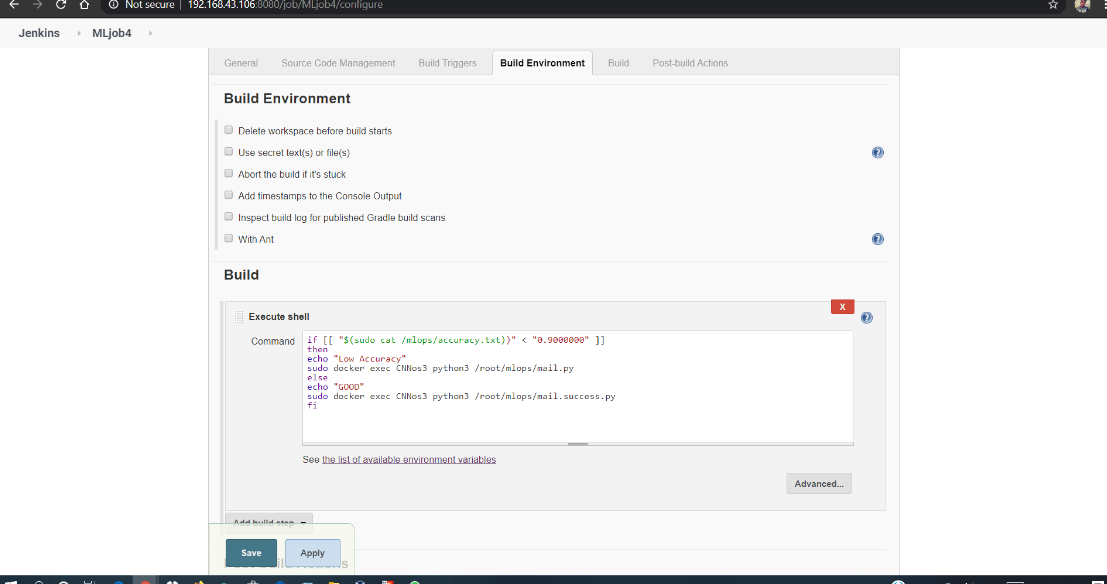 Not secure | 192.168.43.106:8080/job/MLjob4/configure
Jenkins MLjob4
General Source Code Management Build Triggers Build Environment Build Post-build Actions
Build Environment
Delete workspace before build starts
Use secret text(s) or file(s)
Abort the build if it's stuck
Add timestamps to the Console Output
Inspect build log for published Gradle build scans
With Ant
Build
X
Execute shell
Command
if [[ "$(sudo cat /mlops/accuracy.txt))" < "0.9000000" ]]
then
echo "Low Accuracy"
sudo docker exec CNNos3 python3 /root/mlops/mail.py
else
echo "GOOD"
sudo docker exec CNNos3 python3 /root/mlops/mail.success.py
fi
See the list of available environment variables
Advanced...
Add build step
Save Apply